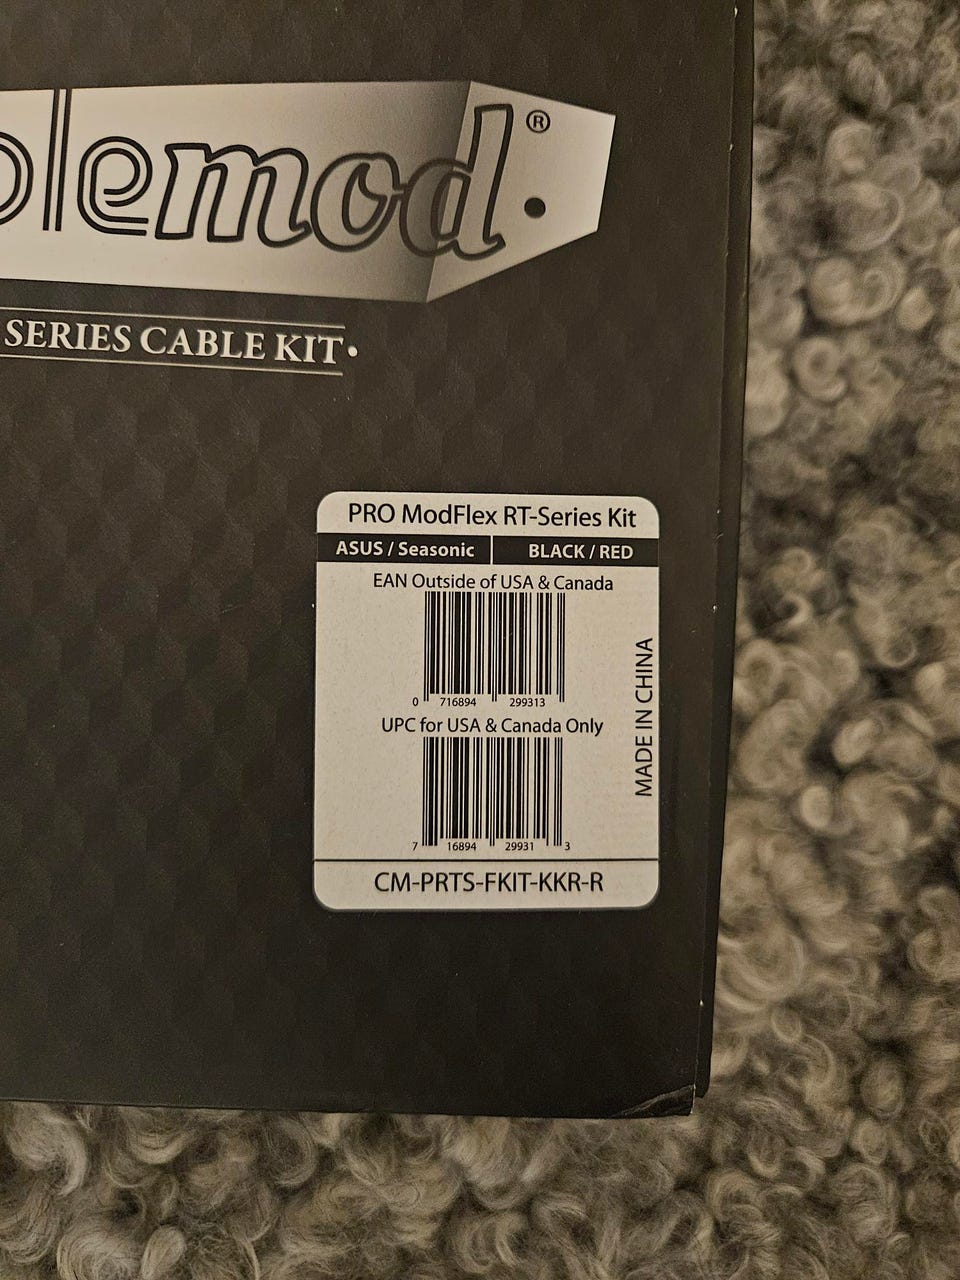 blemod®
SERIES CABLE KIT•
PRO ModFlex RT-Series Kit
ASUS / Seasonic BLACK / RED
EAN Outside of USA & Canada
0 716894 299313
UPC for USA & Canada Only
7 16894 29931 3
MADE IN CHINA
CM-PRTS-FKIT-KKR-R